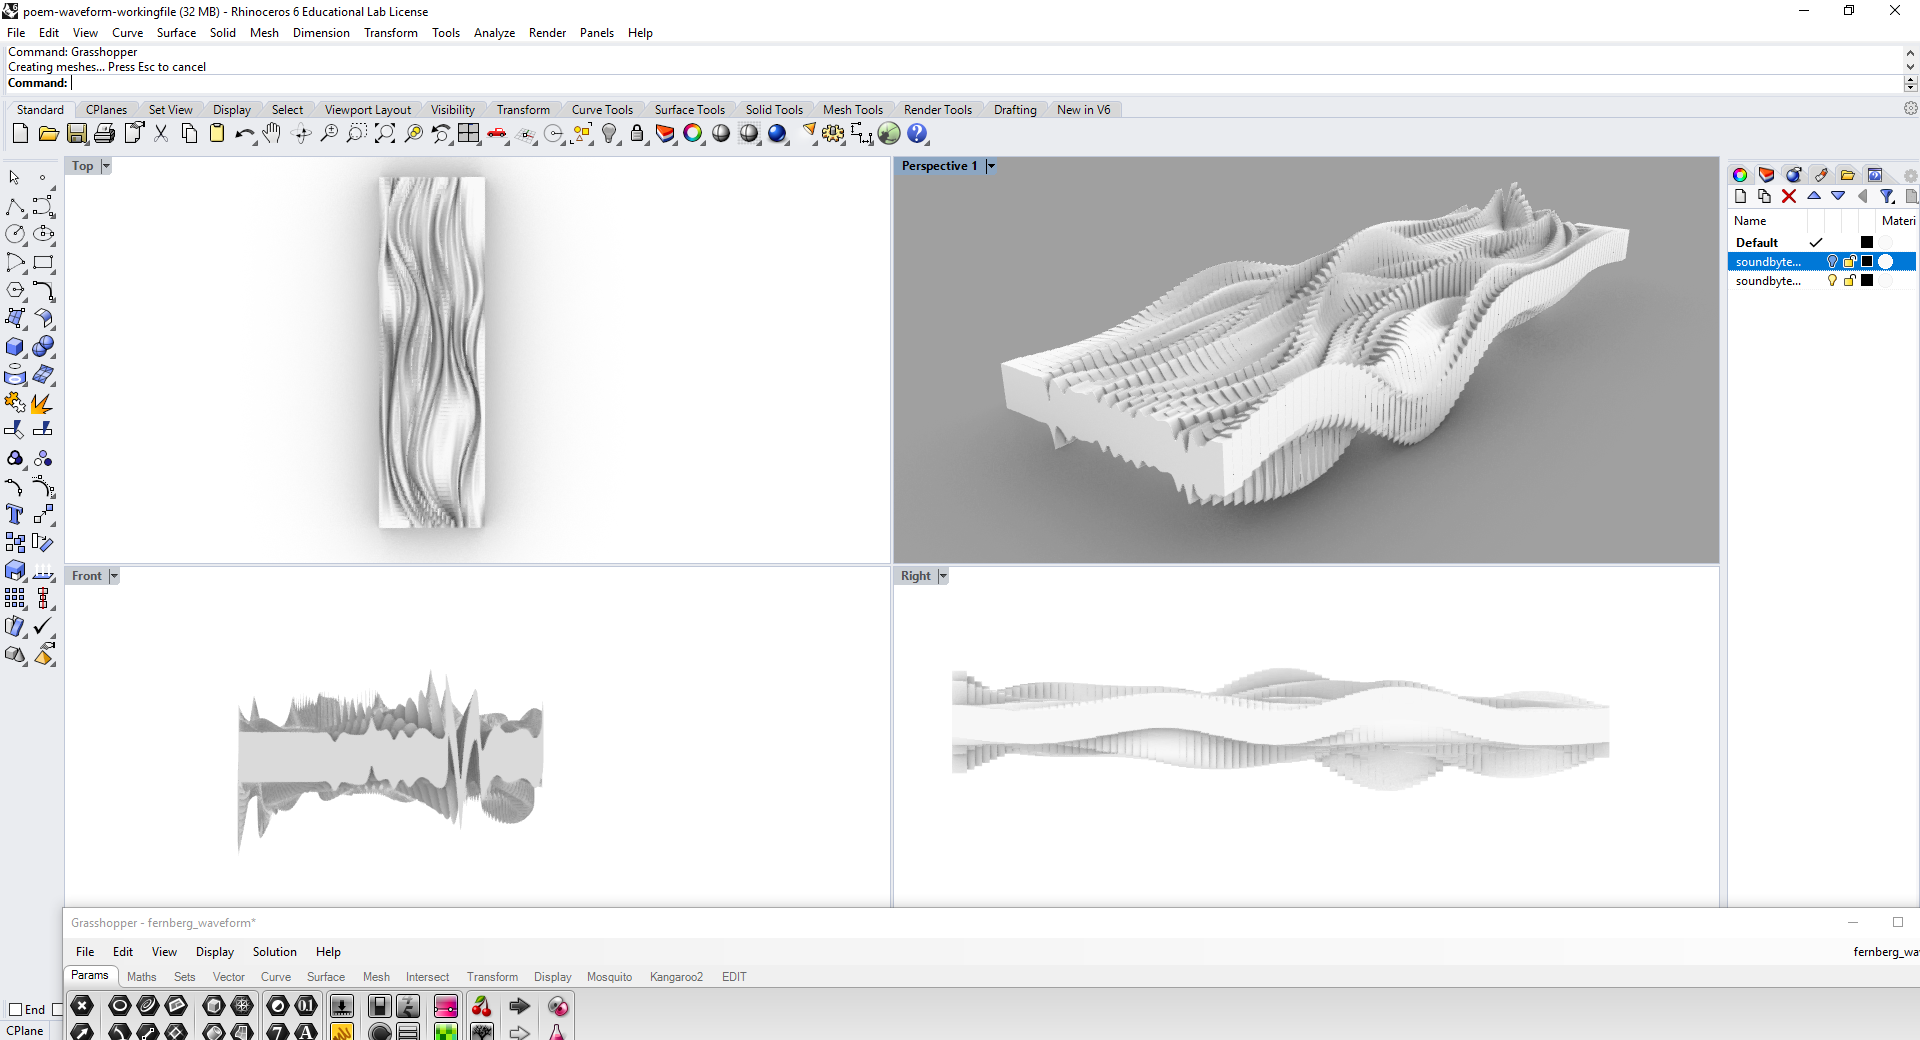 poem-waveform-workingfile (32 MB) - Rhinoceros 6 Educational Lab License
File Edit View Curve Surface Solid Mesh Dimension Transform Tools Analyze Render Panels Help
Command: Grasshopper
Creating meshes... Press Esc to cancel
Command:
Standard CPlanes Set View Display Select Viewport Layout Visibility Transform Curve Tools Surface Tools Solid Tools Mesh Tools Render Tools Drafting New in V6
Top
Perspective 1
Name Materi
Default
soundbyte...
soundbyte...
Front
Right
Grasshopper - fernberg_waveform*
File Edit View Display Solution Help
fernberg_wa
Params Maths Sets Vector Curve Surface Mesh Intersect Transform Display Mosquito Kangaroo2 EDIT
End
CPlane